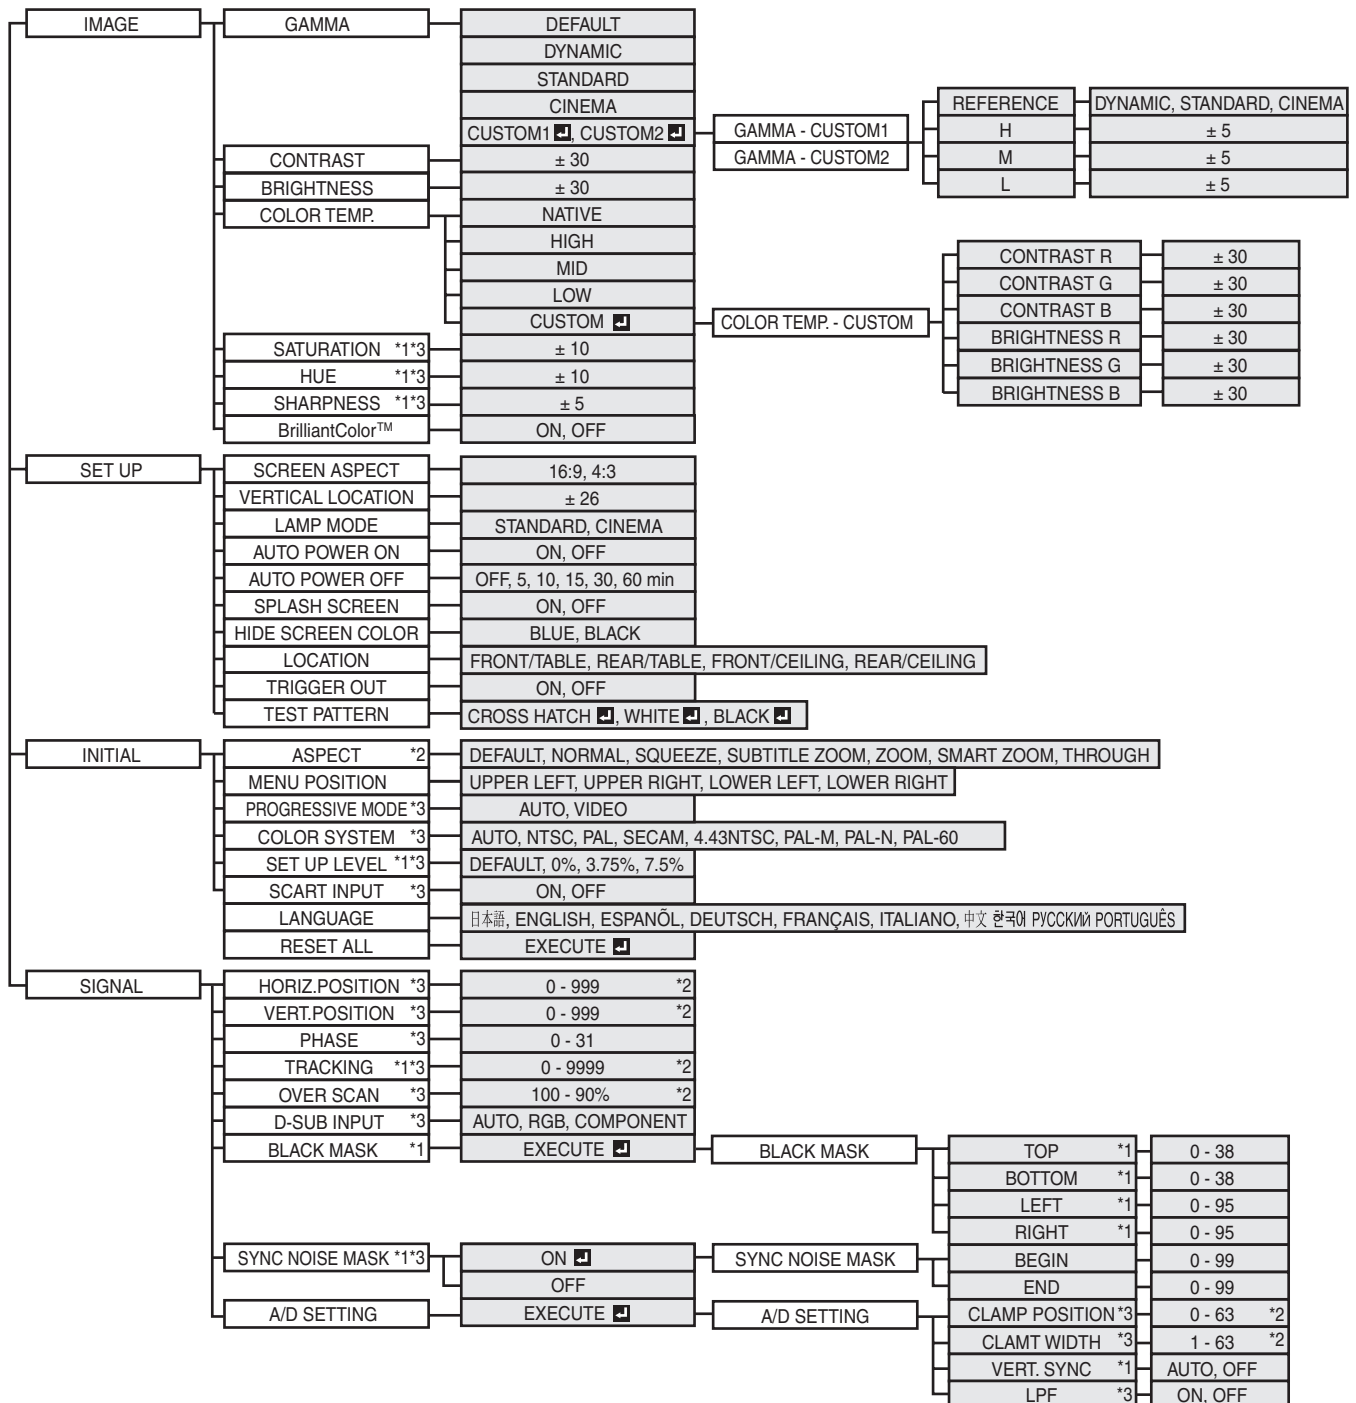 IMAGE GAMMA DEFAULT
DYNAMIC
STANDARD
CINEMA
CUSTOM1 , CUSTOM2
GAMMA - CUSTOM1
GAMMA - CUSTOM2
REFERENCE DYNAMIC, STANDARD, CINEMA
H ± 5
M ± 5
L ± 5
CONTRAST ± 30
BRIGHTNESS ± 30
COLOR TEMP. NATIVE
HIGH
MID
LOW
CUSTOM COLOR TEMP. - CUSTOM
CONTRAST R ± 30
CONTRAST G ± 30
CONTRAST B ± 30
BRIGHTNESS R ± 30
BRIGHTNESS G ± 30
BRIGHTNESS B ± 30
SATURATION *1*3 ± 10
HUE *1*3 ± 10
SHARPNESS *1*3 ± 5
BrilliantColor™ ON, OFF
SET UP SCREEN ASPECT 16:9, 4:3
VERTICAL LOCATION ± 26
LAMP MODE STANDARD, CINEMA
AUTO POWER ON ON, OFF
AUTO POWER OFF OFF, 5, 10, 15, 30, 60 min
SPLASH SCREEN ON, OFF
HIDE SCREEN COLOR BLUE, BLACK
LOCATION FRONT/TABLE, REAR/TABLE, FRONT/CEILING, REAR/CEILING
TRIGGER OUT ON, OFF
TEST PATTERN CROSS HATCH , WHITE , BLACK
INITIAL ASPECT *2 DEFAULT, NORMAL, SQUEEZE, SUBTITLE ZOOM, ZOOM, SMART ZOOM, THROUGH
MENU POSITION UPPER LEFT, UPPER RIGHT, LOWER LEFT, LOWER RIGHT
PROGRESSIVE MODE *3 AUTO, VIDEO
COLOR SYSTEM *3 AUTO, NTSC, PAL, SECAM, 4.43NTSC, PAL-M, PAL-N, PAL-60
SET UP LEVEL *1*3 DEFAULT, 0%, 3.75%, 7.5%
SCART INPUT *3 ON, OFF
LANGUAGE 日本語, ENGLISH, ESPANÕL, DEUTSCH, FRANÇAIS, ITALIANO, 中文 한국어 РУССКИЙ PORTUGUÊS
RESET ALL EXECUTE
SIGNAL HORIZ.POSITION *3 0 - 999 *2
VERT.POSITION *3 0 - 999 *2
PHASE *3 0 - 31
TRACKING *1*3 0 - 9999 *2
OVER SCAN *3 100 - 90% *2
D-SUB INPUT *3 AUTO, RGB, COMPONENT
BLACK MASK *1 EXECUTE BLACK MASK TOP *1 0 - 38
BOTTOM *1 0 - 38
LEFT *1 0 - 95
RIGHT *1 0 - 95
SYNC NOISE MASK *1*3 ON SYNC NOISE MASK BEGIN 0 - 99
OFF END 0 - 99
A/D SETTING EXECUTE A/D SETTING CLAMP POSITION *3 0 - 63 *2
CLAMT WIDTH *3 1 - 63 *2
VERT. SYNC *1 AUTO, OFF
LPF *3 ON, OFF